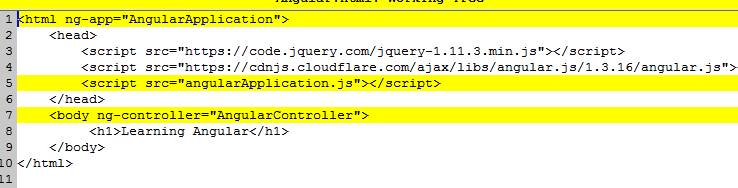 1 <html ng-app="AngularApplication">
2     <head>
3         <script src="https://code.jquery.com/jquery-1.11.3.min.js"></script>
4         <script src="https://cdnjs.cloudflare.com/ajax/libs/angular.js/1.3.16/angular.js">
5         <script src="angularApplication.js"></script>
6     </head>
7     <body ng-controller="AngularController">
8          <h1>Learning Angular</h1>
9     </body>
10 </html>
11